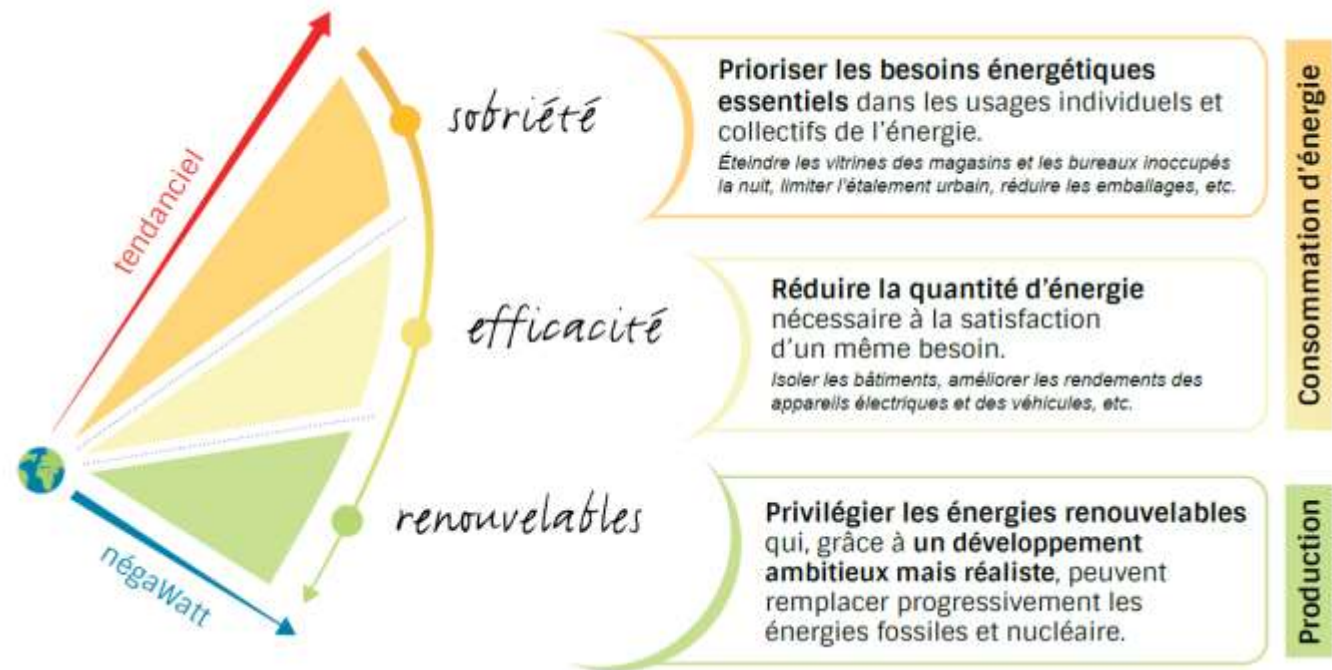 tendanciel
négaWatt
sobriété
Prioriser les besoins énergétiques
essentiels dans les usages individuels et
collectifs de l'énergie.
Éteindre les vitrines des magasins et les bureaux inoccupés
la nuit, limiter l'étalement urbain, réduire les emballages, etc.
efficacité
Réduire la quantité d'énergie
nécessaire à la satisfaction
d'un même besoin.
Isoler les bâtiments, améliorer les rendements des
appareils électriques et des véhicules, etc.
Consommation d'énergie
renouvelables
Privilégier les énergies renouvelables
qui, grâce à un développement
ambitieux mais réaliste, peuvent
remplacer progressivement les
énergies fossiles et nucléaire.
Production